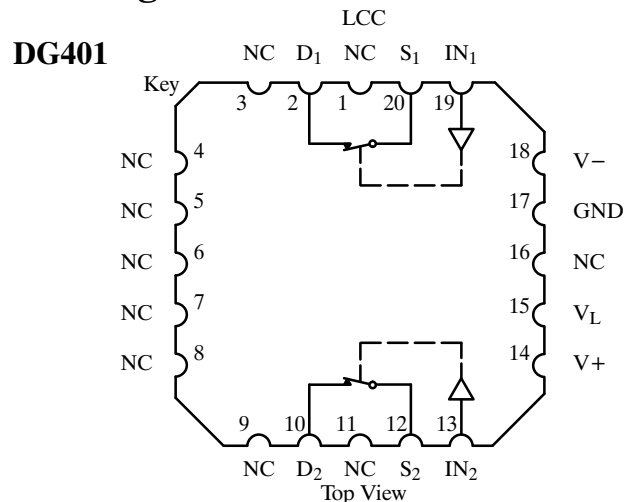 LCC
DG401
NC D₁ NC S₁ IN₁
Key
3 2 1 20 19
NC 4 18 V−
NC 5 17 GND
NC 6 16 NC
NC 7 15 V_L
NC 8 14 V+
9 10 11 12 13
NC D₂ NC S₂ IN₂
Top View